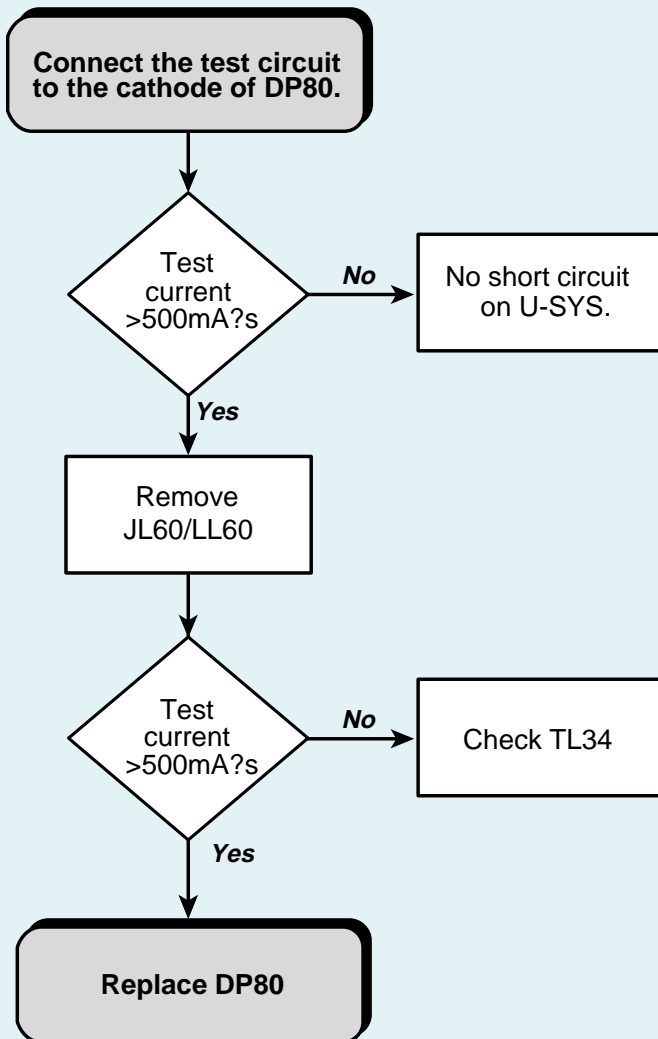 Connect the test circuit
to the cathode of DP80.
Test
current
>500mA?s
No
No short circuit
on U-SYS.
Yes
Remove
JL60/LL60
Test
current
>500mA?s
No
Check TL34
Yes
Replace DP80